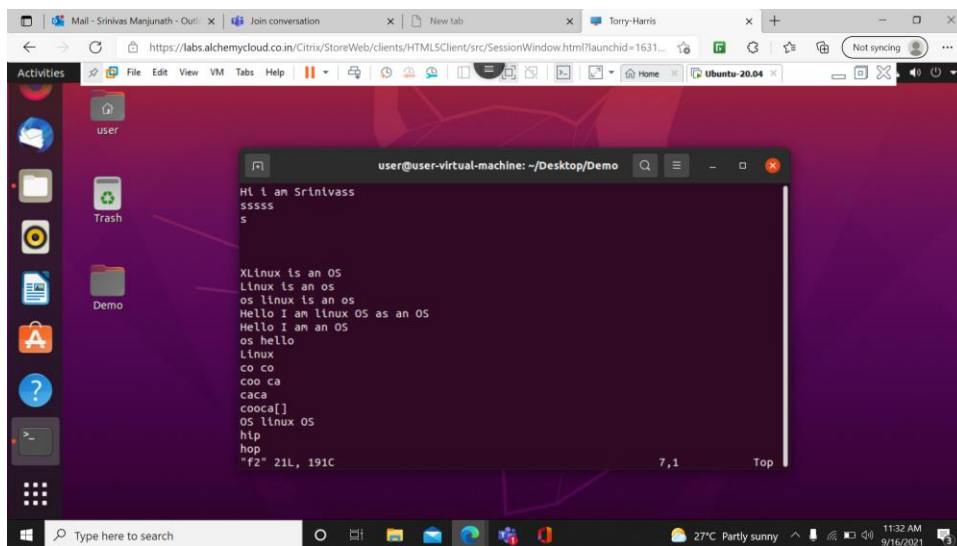 Mail - Srinivas Manjunath - Outl
Join conversation
New tab
Torry-Harris
https://labs.alchemycloud.co.in/Citrix/StoreWeb/clients/HTML5Client/src/SessionWindow.html?launchid=1631...
Not syncing
Activities
File Edit View VM Tabs Help
Home
Ubuntu-20.04
user
Trash
Demo
user@user-virtual-machine: ~/Desktop/Demo
Hi i am Srinivass
sssss
s
XLinux is an OS
Linux is an os
os linux is an os
Hello I am linux OS as an OS
Hello I am an OS
os hello
Linux
co co
coo ca
caca
cooca[]
OS linux OS
hip
hop
"f2" 21L, 191C 7,1 Top
Type here to search
27°C Partly sunny
11:32 AM
9/16/2021